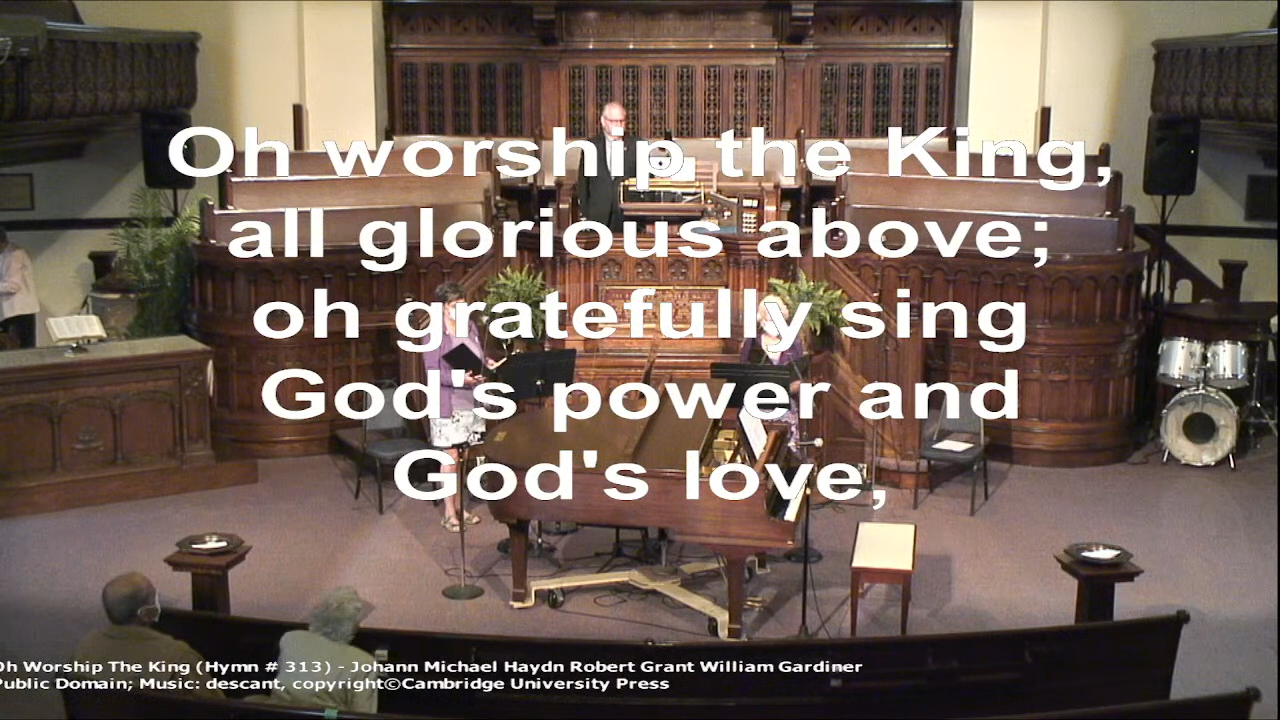 Oh worship the King,
all glorious above;
oh gratefully sing
God's power and
God's love,
Oh Worship The King (Hymn # 313) - Johann Michael Haydn Robert Grant William Gardiner
Public Domain; Music: descant, copyright©Cambridge University Press